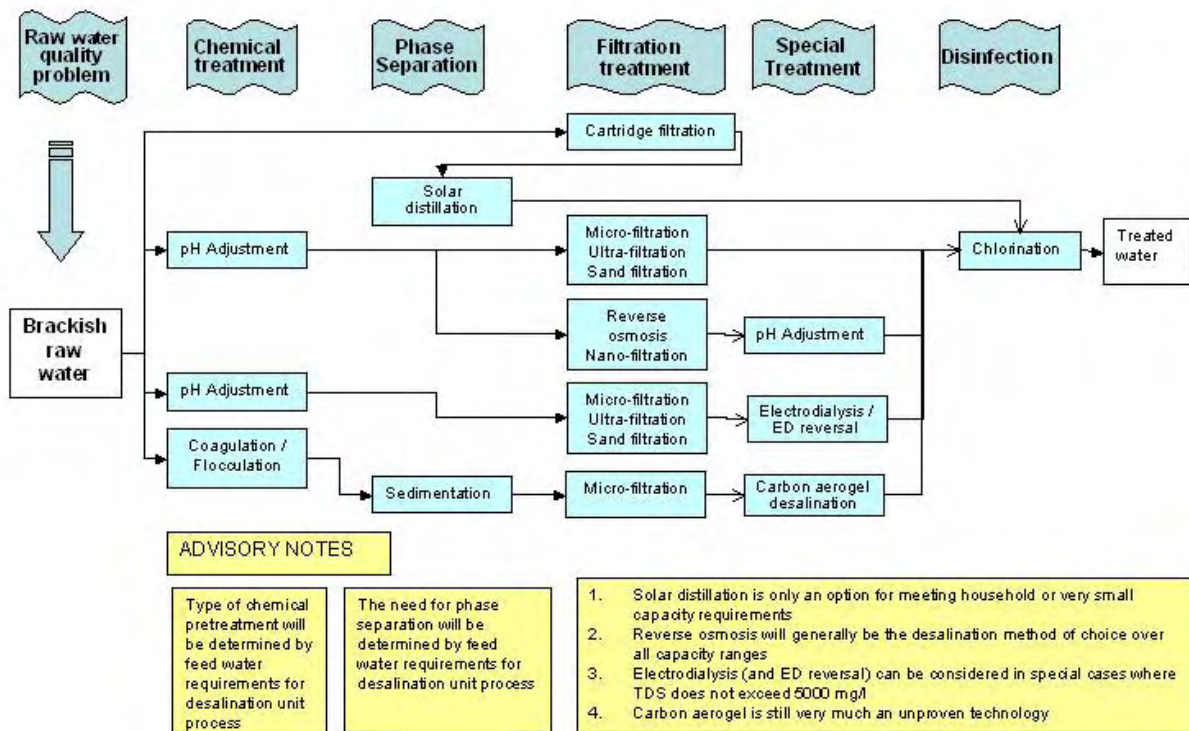 Raw water
quality
problem
Chemical
treatment
Phase
Separation
Filtration
treatment
Special
Treatment
Disinfection
Cartridge filtration
Solar
distillation
pH Adjustment
Micro-filtration
Ultra-filtration
Sand filtration
Chlorination
Treated
water
Brackish
raw
water
Reverse
osmosis
Nano-filtration
pH Adjustment
pH Adjustment
Micro-filtration
Ultra-filtration
Sand filtration
Electrodialysis /
ED reversal
Coagulation /
Flocculation
Sedimentation
Micro-filtration
Carbon aerogel
desalination
ADVISORY NOTES
Type of chemical
pretreatment will
be determined by
feed water
requirements for
desalination unit
process
The need for phase
separation will be
determined by feed
water requirements for
desalination unit process
1. Solar distillation is only an option for meeting household or very small
capacity requirements
2. Reverse osmosis will generally be the desalination method of choice over
all capacity ranges
3. Electrodialysis (and ED reversal) can be considered in special cases where
TDS does not exceed 5000 mg/l
4. Carbon aerogel is still very much an unproven technology